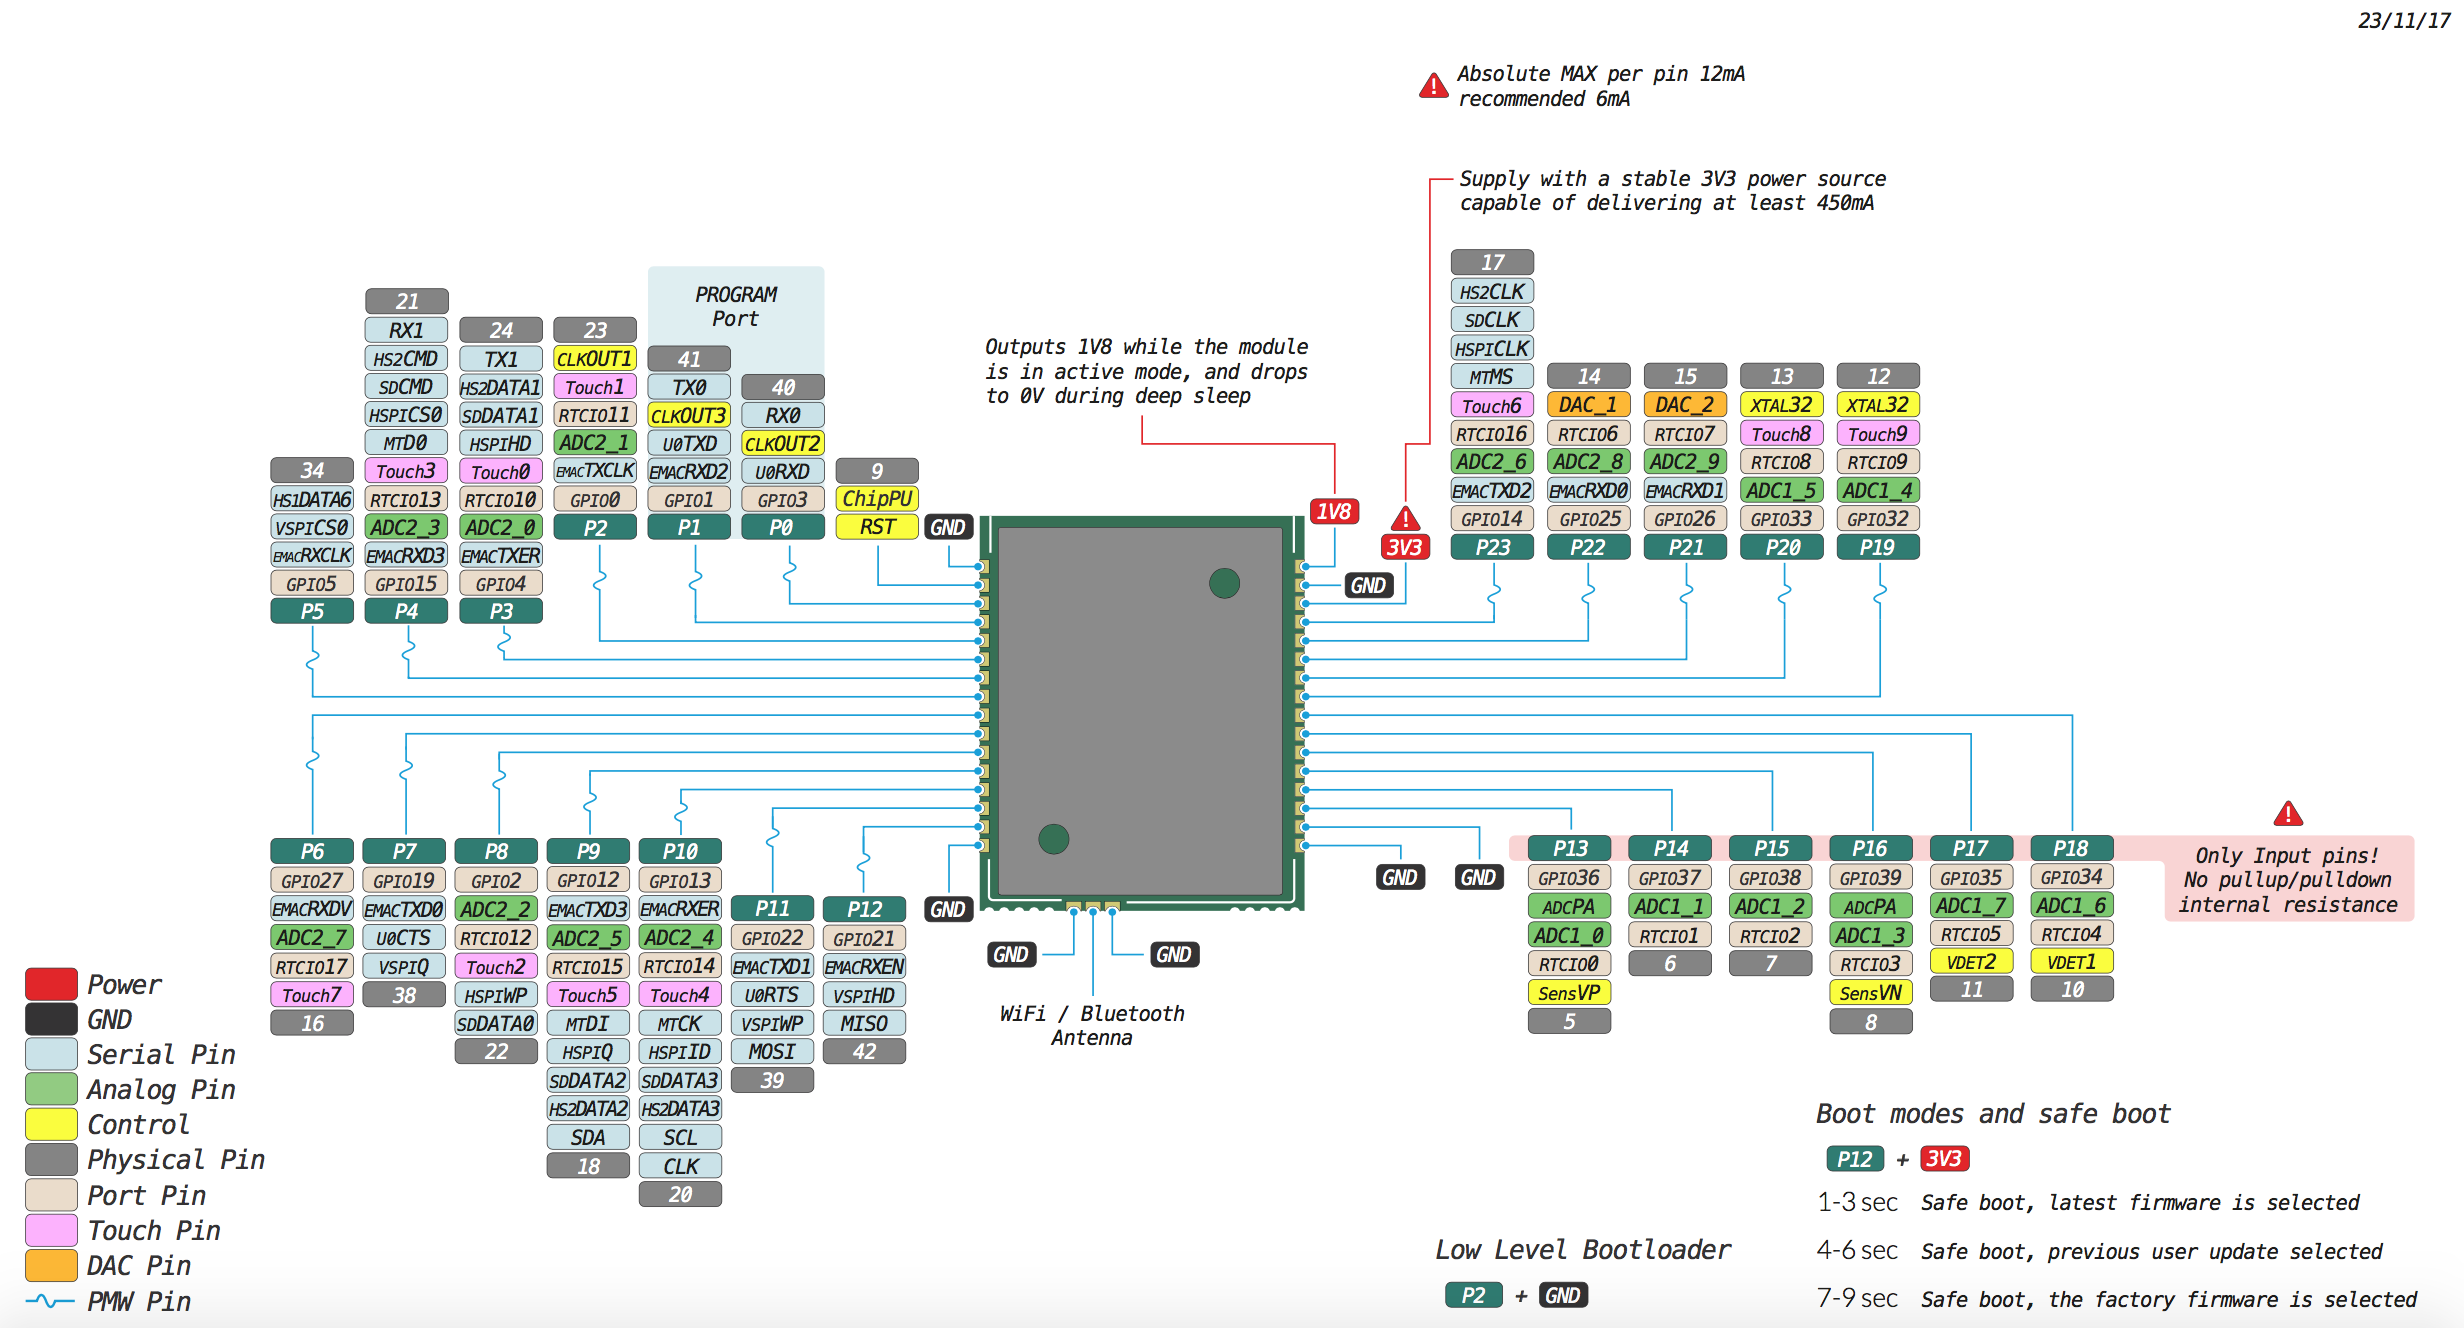 23/11/17
Absolute MAX per pin 12mA
recommended 6mA
Supply with a stable 3V3 power source
capable of delivering at least 450mA
PROGRAM
Port
Outputs 1V8 while the module
is in active mode, and drops
to 0V during deep sleep
34
HS1DATA6
VSPICS0
EMACRXCLK
GPIO5
P5
21
RX1
HS2CMD
SDCMD
HSPICS0
MTD0
Touch3
RTCIO13
ADC2_3
EMACRXD3
GPIO15
P4
24
TX1
HS2DATA1
SDDATA1
HSPIHD
Touch0
RTCIO10
ADC2_0
EMACTXER
GPIO4
P3
23
CLKOUT1
Touch1
RTCIO11
ADC2_1
EMACTXCLK
GPIO0
P2
41
TX0
CLKOUT3
U0TXD
EMACRXD2
GPIO1
P1
40
RX0
CLKOUT2
U0RXD
GPIO3
P0
9
ChipPU
RST
GND
1V8
GND
3V3
17
HS2CLK
SDCLK
HSPICLK
MTMS
Touch6
RTCIO16
ADC2_6
EMACTXD2
GPIO14
P23
14
DAC_1
RTCIO6
ADC2_8
EMACRXD0
GPIO25
P22
15
DAC_2
RTCIO7
ADC2_9
EMACRXD1
GPIO26
P21
13
XTAL32
Touch8
RTCIO8
ADC1_5
GPIO33
P20
12
XTAL32
Touch9
RTCIO9
ADC1_4
GPIO32
P19
P6
GPIO27
EMACRXDV
ADC2_7
RTCIO17
Touch7
16
P7
GPIO19
EMACTXD0
U0CTS
VSPIQ
38
P8
GPIO2
ADC2_2
RTCIO12
Touch2
HSPIWP
SDDATA0
22
P9
GPIO12
EMACTXD3
ADC2_5
RTCIO15
Touch5
MTDI
HSPIQ
SDDATA2
HS2DATA2
SDA
18
P10
GPIO13
EMACRXER
ADC2_4
RTCIO14
Touch4
MTCK
HSPIID
SDDATA3
HS2DATA3
SCL
CLK
20
P11
GPIO22
EMACTXD1
U0RTS
VSPIWP
MOSI
39
P12
GPIO21
EMACRXEN
VSPIHD
MISO
42
GND
GND
GND
WiFi / Bluetooth
Antenna
GND
GND
P13
GPIO36
ADCPA
ADC1_0
RTCIO0
SensVP
5
P14
GPIO37
ADC1_1
RTCIO1
6
P15
GPIO38
ADC1_2
RTCIO2
7
P16
GPIO39
ADCPA
ADC1_3
RTCIO3
SensVN
8
P17
GPIO35
ADC1_7
RTCIO5
VDET2
11
P18
GPIO34
ADC1_6
RTCIO4
VDET1
10
Only Input pins!
No pullup/pulldown
internal resistance
Power
GND
Serial Pin
Analog Pin
Control
Physical Pin
Port Pin
Touch Pin
DAC Pin
PMW Pin
Low Level Bootloader
P2 + GND
Boot modes and safe boot
P12 + 3V3
1-3 sec Safe boot, latest firmware is selected
4-6 sec Safe boot, previous user update selected
7-9 sec Safe boot, the factory firmware is selected